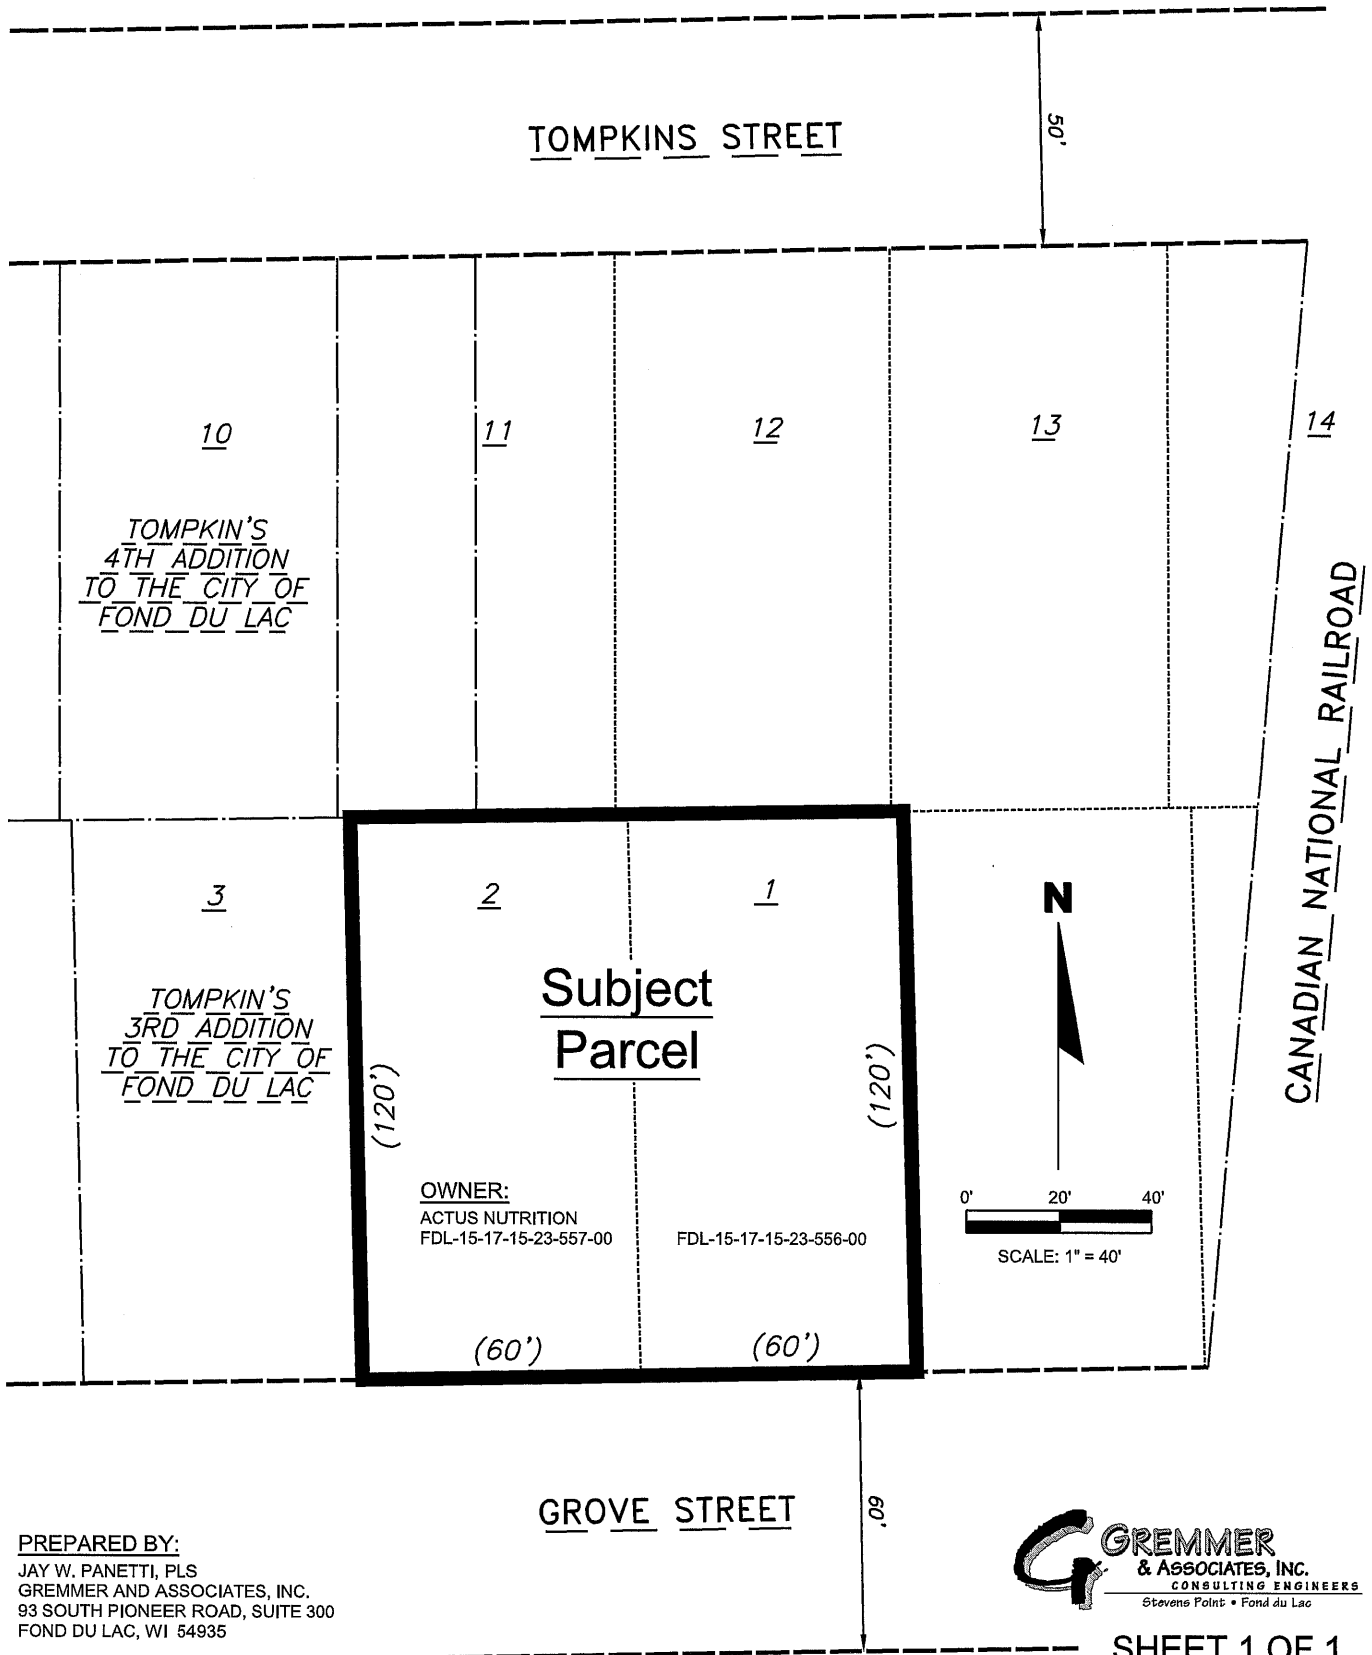 TOMPKINS STREET
50'
10
11
12
13
14
TOMPKIN'S
4TH ADDITION
TO THE CITY OF
FOND DU LAC
CANADIAN NATIONAL RAILROAD
3
2
1
N
TOMPKIN'S
3RD ADDITION
TO THE CITY OF
FOND DU LAC
Subject
Parcel
(120')
(120')
OWNER:
ACTUS NUTRITION
FDL-15-17-15-23-557-00
FDL-15-17-15-23-556-00
0' 20' 40'
SCALE: 1" = 40'
(60')
(60')
GROVE STREET
60'
PREPARED BY:
JAY W. PANETTI, PLS
GREMMER AND ASSOCIATES, INC.
93 SOUTH PIONEER ROAD, SUITE 300
FOND DU LAC, WI 54935
GREMMER
& ASSOCIATES, INC.
CONSULTING ENGINEERS
Stevens Point • Fond du Lac
SHEET 1 OF 1